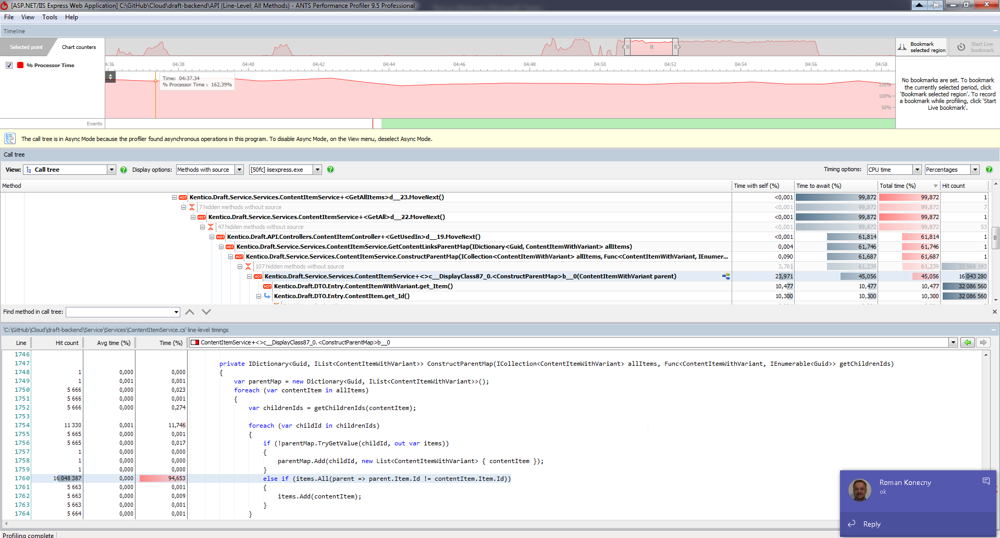 [ASP.NET/IIS Express Web Application] C:\GitHub\Cloud\draft-backend\API (Line-Level; All Methods) - ANTS Performance Profiler 9.5 Professional
File View Tools Help
Timeline
Selected point Chart counters
Bookmark selected region
Start Live bookmark
% Processor Time
4:36 04:38 04:40 04:42 04:44 04:46 04:48 04:50 04:52 04:54 04:56 04:58
Time: 04:37.34
% Processor Time : 162,39%
150%
100%
50%
No bookmarks are set. To bookmark
the currently selected period, click
'Bookmark selected region'. To record
a bookmark while profiling, click 'Start
Live bookmark'.
Events
The call tree is in Async Mode because the profiler found asynchronous operations in this program. To disable Async Mode, on the View menu, deselect Async Mode.
Call tree
View: Call tree Display options: Methods with source [50fc] iisexpress.exe Timing options: CPU time Percentages
Method Time with self (%) Time to await (%) Total time (%) Hit count
HOT Kentico.Draft.Service.Services.ContentItemService+<GetAllItems>d__23.MoveNext() <0,001 99,872 99,872 1
7 hidden methods without source <0,001 99,872 99,872 7
HOT Kentico.Draft.Service.Services.ContentItemService+<GetAll>d__22.MoveNext() <0,001 99,872 99,872 1
47 hidden methods without source <0,001 99,872 99,872 53
HOT Kentico.Draft.API.Controllers.ContentItemController+<GetUsedIn>d__19.MoveNext() <0,001 61,814 61,814 1
HOT Kentico.Draft.Service.Services.ContentItemService.GetContentLinksParentMap(IDictionary<Guid, ContentItemWithVariant> allItems) 0,004 61,746 61,746 1
HOT Kentico.Draft.Service.Services.ContentItemService.ConstructParentMap(ICollection<ContentItemWithVariant> allItems, Func<ContentItemWithVariant, IEnumer... 0,090 61,687 61,687 1
107 hidden methods without source 3,781 61,239 61,239 32 568 193
HOT Kentico.Draft.Service.Services.ContentItemService+<>c__DisplayClass87_0.<ConstructParentMap>b__0(ContentItemWithVariant parent) 23,971 45,056 45,056 16 043 280
HOT Kentico.Draft.DTO.Entry.ContentItemWithVariant.get_Item() 10,477 10,477 10,477 32 086 560
Kentico.Draft.DTO.Entry.ContentItem.get_Id() 10,300 10,300 10,300 32 086 560
Find method in call tree:
'C:\GitHub\Cloud\draft-backend\Service\Services\ContentItemService.cs' line-level timings
Line Hit count Avg time (%) Time (%) ContentItemService+<>c__DisplayClass87_0.<ConstructParentMap>b__0
1746
1747 private IDictionary<Guid, IList<ContentItemWithVariant>> ConstructParentMap(ICollection<ContentItemWithVariant> allItems, Func<ContentItemWithVariant, IEnumerable<Guid>> getChildrenIds)
1748 1 0,000 0,000 {
1749 1 0,001 0,001 var parentMap = new Dictionary<Guid, IList<ContentItemWithVariant>>();
1750 5 666 0,000 0,023 foreach (var contentItem in allItems)
1751 5 666 0,000 0,001 {
1752 5 666 0,000 0,274 var childrenIds = getChildrenIds(contentItem);
1753
1754 11 330 0,001 11,746 foreach (var childId in childrenIds)
1755 5 665 0,000 0,001 {
1756 5 665 0,000 0,017 if (!parentMap.TryGetValue(childId, out var items))
1757 1 0,000 0,000 {
1758 1 0,000 0,000 parentMap.Add(childId, new List<ContentItemWithVariant> { contentItem });
1759 1 0,000 0,000 }
1760 16 048 387 0,000 94,653 else if (items.All(parent => parent.Item.Id != contentItem.Item.Id))
1761 5 663 0,000 0,001 {
1762 5 663 0,000 0,009 items.Add(contentItem);
1763 5 663 0,000 0,001 }
1764 5 664 0,000 0,001 }
Roman Konecny
ok
Reply
Profiling complete